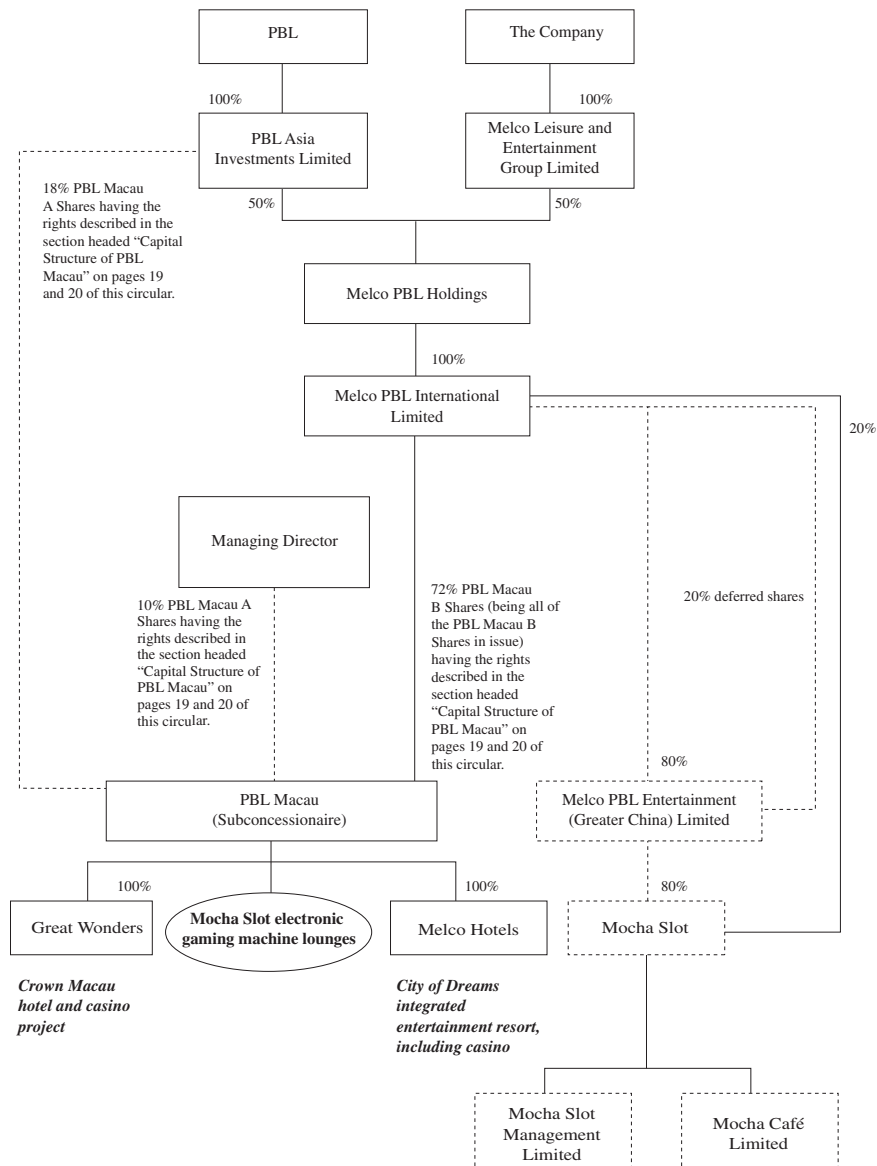 PBL
The Company
100%
100%
PBL Asia
Investments Limited
Melco Leisure and
Entertainment
Group Limited
18% PBL Macau
A Shares having the
rights described in the
section headed “Capital
Structure of PBL
Macau” on pages 19
and 20 of this circular.
50%
50%
Melco PBL Holdings
100%
Melco PBL International
Limited
20%
Managing Director
10% PBL Macau A
Shares having the
rights described in
the section headed
“Capital Structure of
PBL Macau” on
pages 19 and 20 of
this circular.
72% PBL Macau
B Shares (being all of
the PBL Macau B
Shares in issue)
having the rights
described in the
section headed
“Capital Structure of
PBL Macau” on
pages 19 and 20 of
this circular.
20% deferred shares
80%
PBL Macau
(Subconcessionaire)
Melco PBL Entertainment
(Greater China) Limited
100%
100%
80%
Great Wonders
Mocha Slot electronic
gaming machine lounges
Melco Hotels
Mocha Slot
Crown Macau
hotel and casino
project
City of Dreams
integrated
entertainment resort,
including casino
Mocha Slot
Management
Limited
Mocha Café
Limited